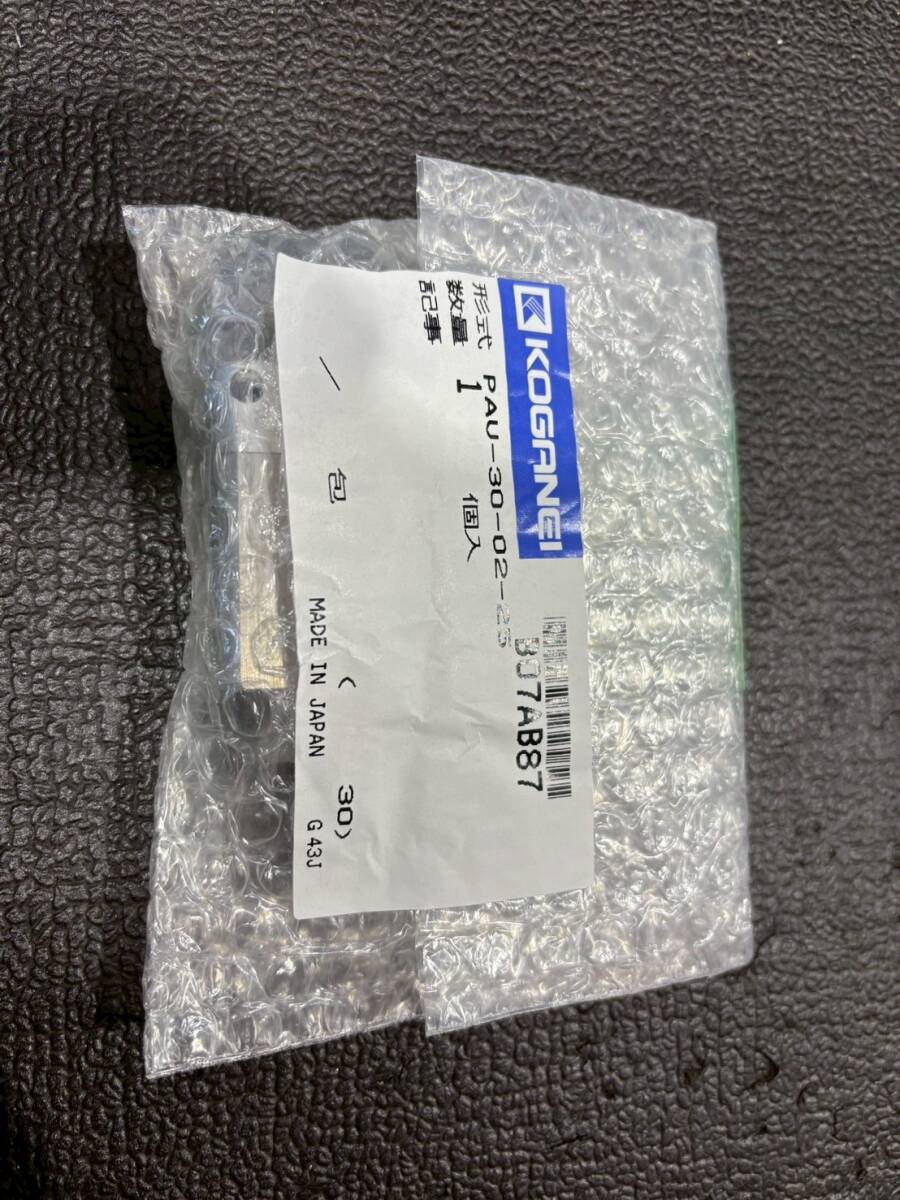 KOGANEI
B07AB87
形式 PAU-30-02-25
数量 1 個入
記事
/ 包 ( 30)
MADE IN JAPAN G43J